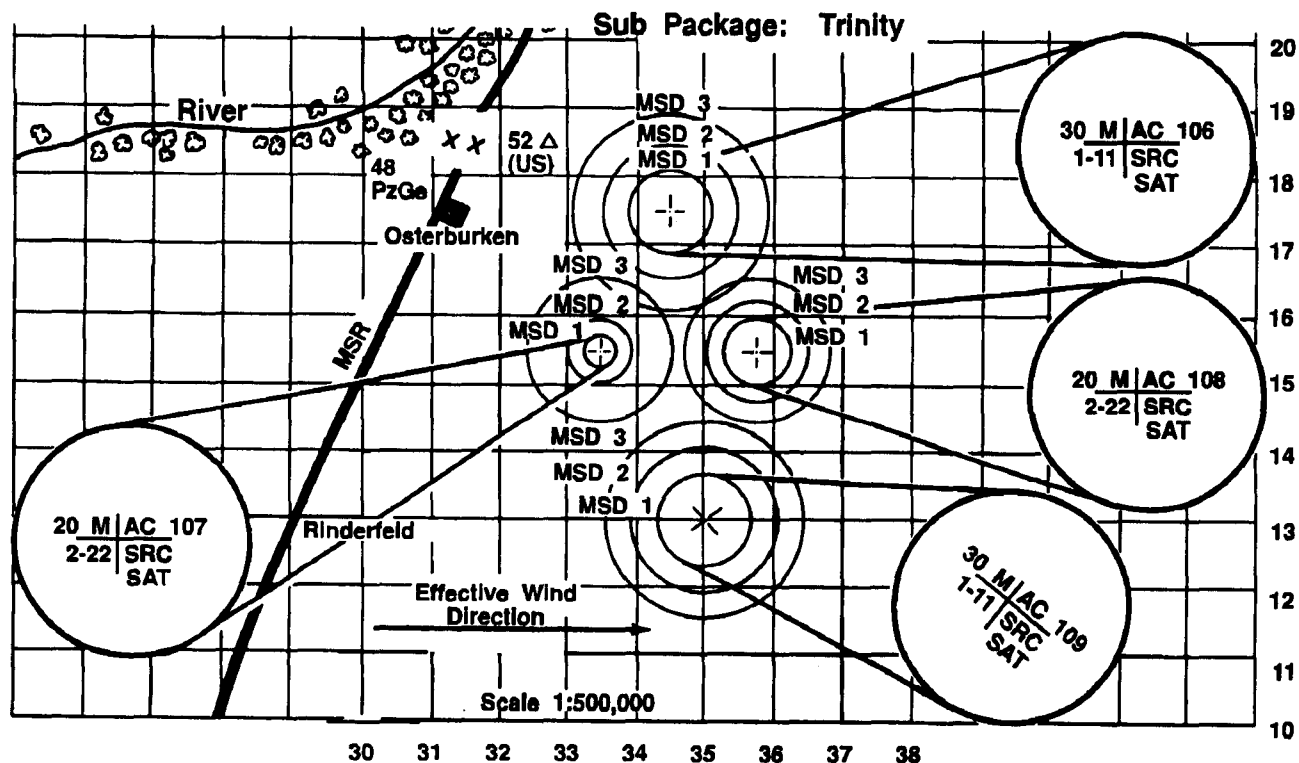 Sub Package: Trinity
20
River
MSD 3
19
MSD 2
MSD 1
52 △
(US)
30 M AC 106
1-11 SRC
SAT
48
PzGe
18
Osterburken
17
MSD 3
MSD 3
MSD 2
MSD 2
16
MSD 1
MSD 1
MSR
15
20 M AC 108
2-22 SRC
SAT
MSD 3
14
MSD 2
MSD 1
20 M AC 107
2-22 SRC
SAT
Rinderfeld
13
30 M AC 109
1-11 SRC
SAT
Effective Wind
Direction
12
11
Scale 1:500,000
10
30 31 32 33 34 35 36 37 38